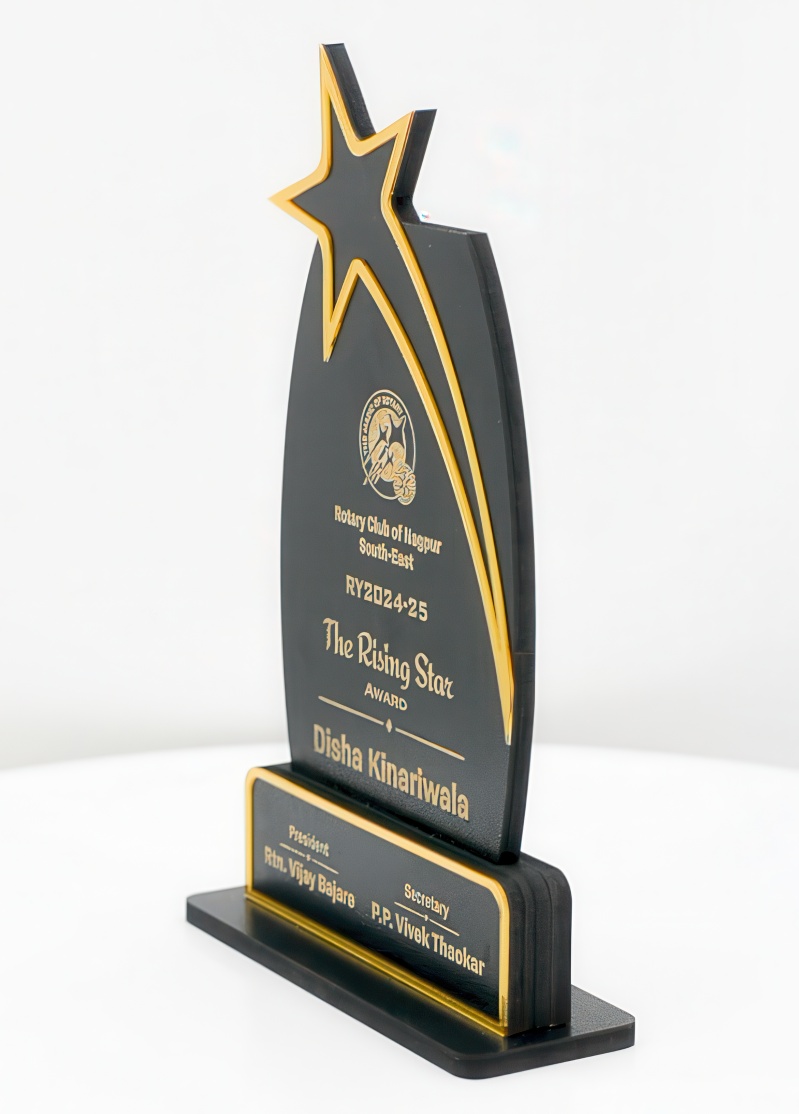 THE MAGIC OF ROTARY
Rotary Club of Nagpur
South-East
RY2024-25
The Rising Star
AWARD
Disha Kinariwala
President
Rtn. Vijay Bajare
Secretary
P.P. Vivek Thaokar